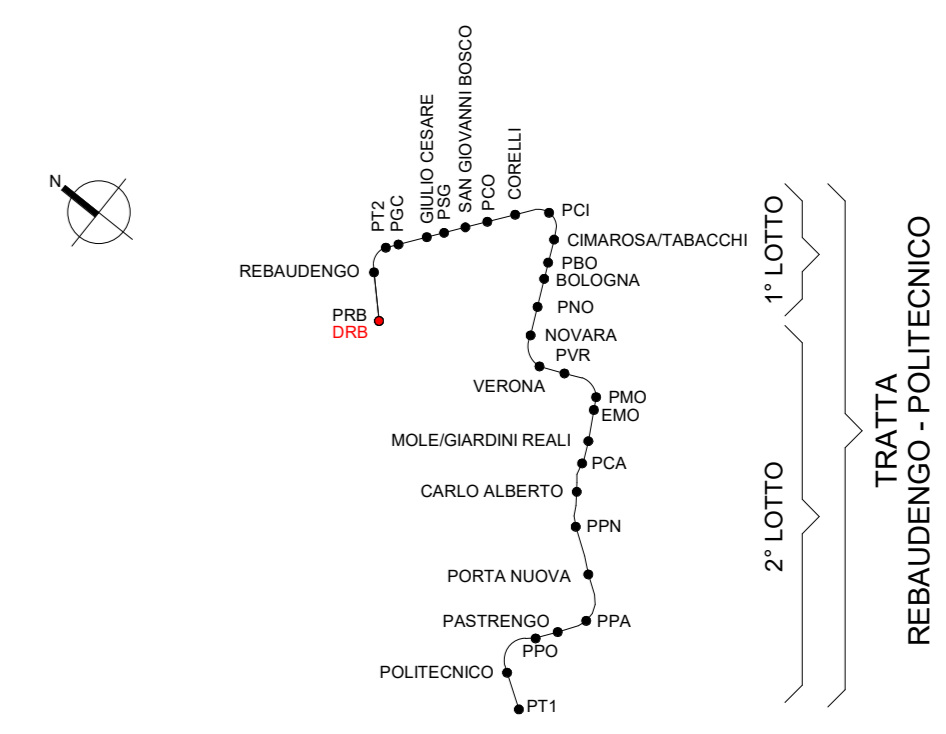 N
REBAUDENGO
PRB
DRB
PT2
PGC
GIULIO CESARE
PSG
SAN GIOVANNI BOSCO
PCO
CORELLI
PCI
CIMAROSA/TABACCHI
PBO
BOLOGNA
PNO
NOVARA
PVR
VERONA
PMO
EMO
MOLE/GIARDINI REALI
PCA
CARLO ALBERTO
PPN
PORTA NUOVA
PASTRENGO
PPA
PPO
POLITECNICO
PT1
1° LOTTO
2° LOTTO
TRATTA
REBAUDENGO - POLITECNICO